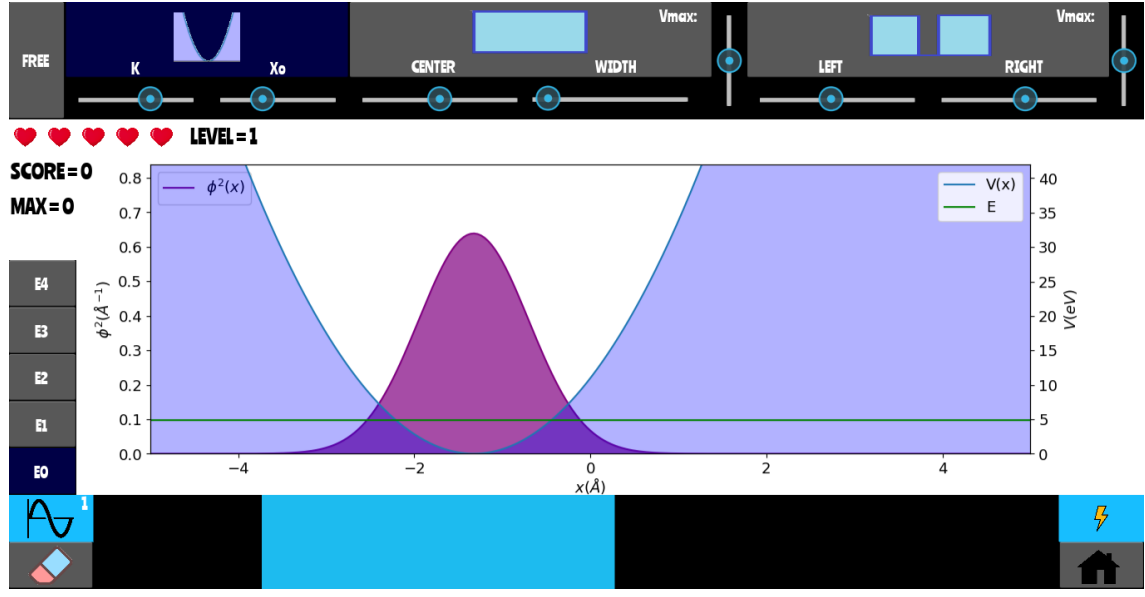 FREE
K
Xo
Vmax:
CENTER
WIDTH
Vmax:
LEFT
RIGHT
LEVEL=1
SCORE=0
MAX=0
E4
E3
E2
E1
E0
1
ϕ²(x)
V(x)
E
0.8
0.7
0.6
0.5
0.4
0.3
0.2
0.1
0.0
ϕ²(Å⁻¹)
40
35
30
25
20
15
10
5
0
V(eV)
−4
−2
0
2
4
x(Å)